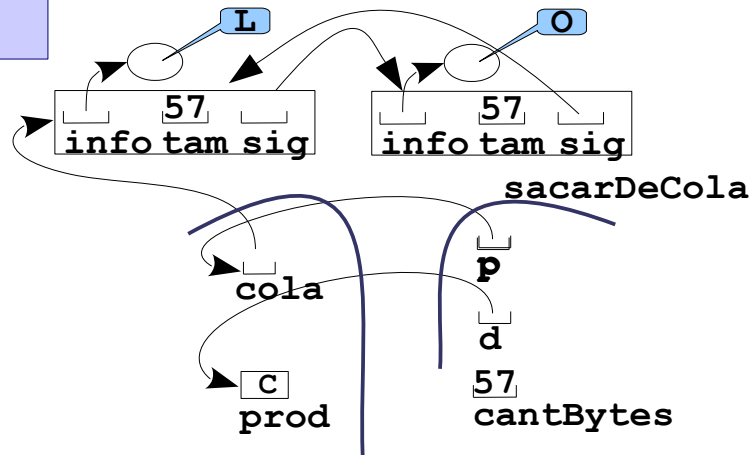 L O
57 57
info tam sig info tam sig
sacarDeCola
p
cola
d
C 57
prod cantBytes